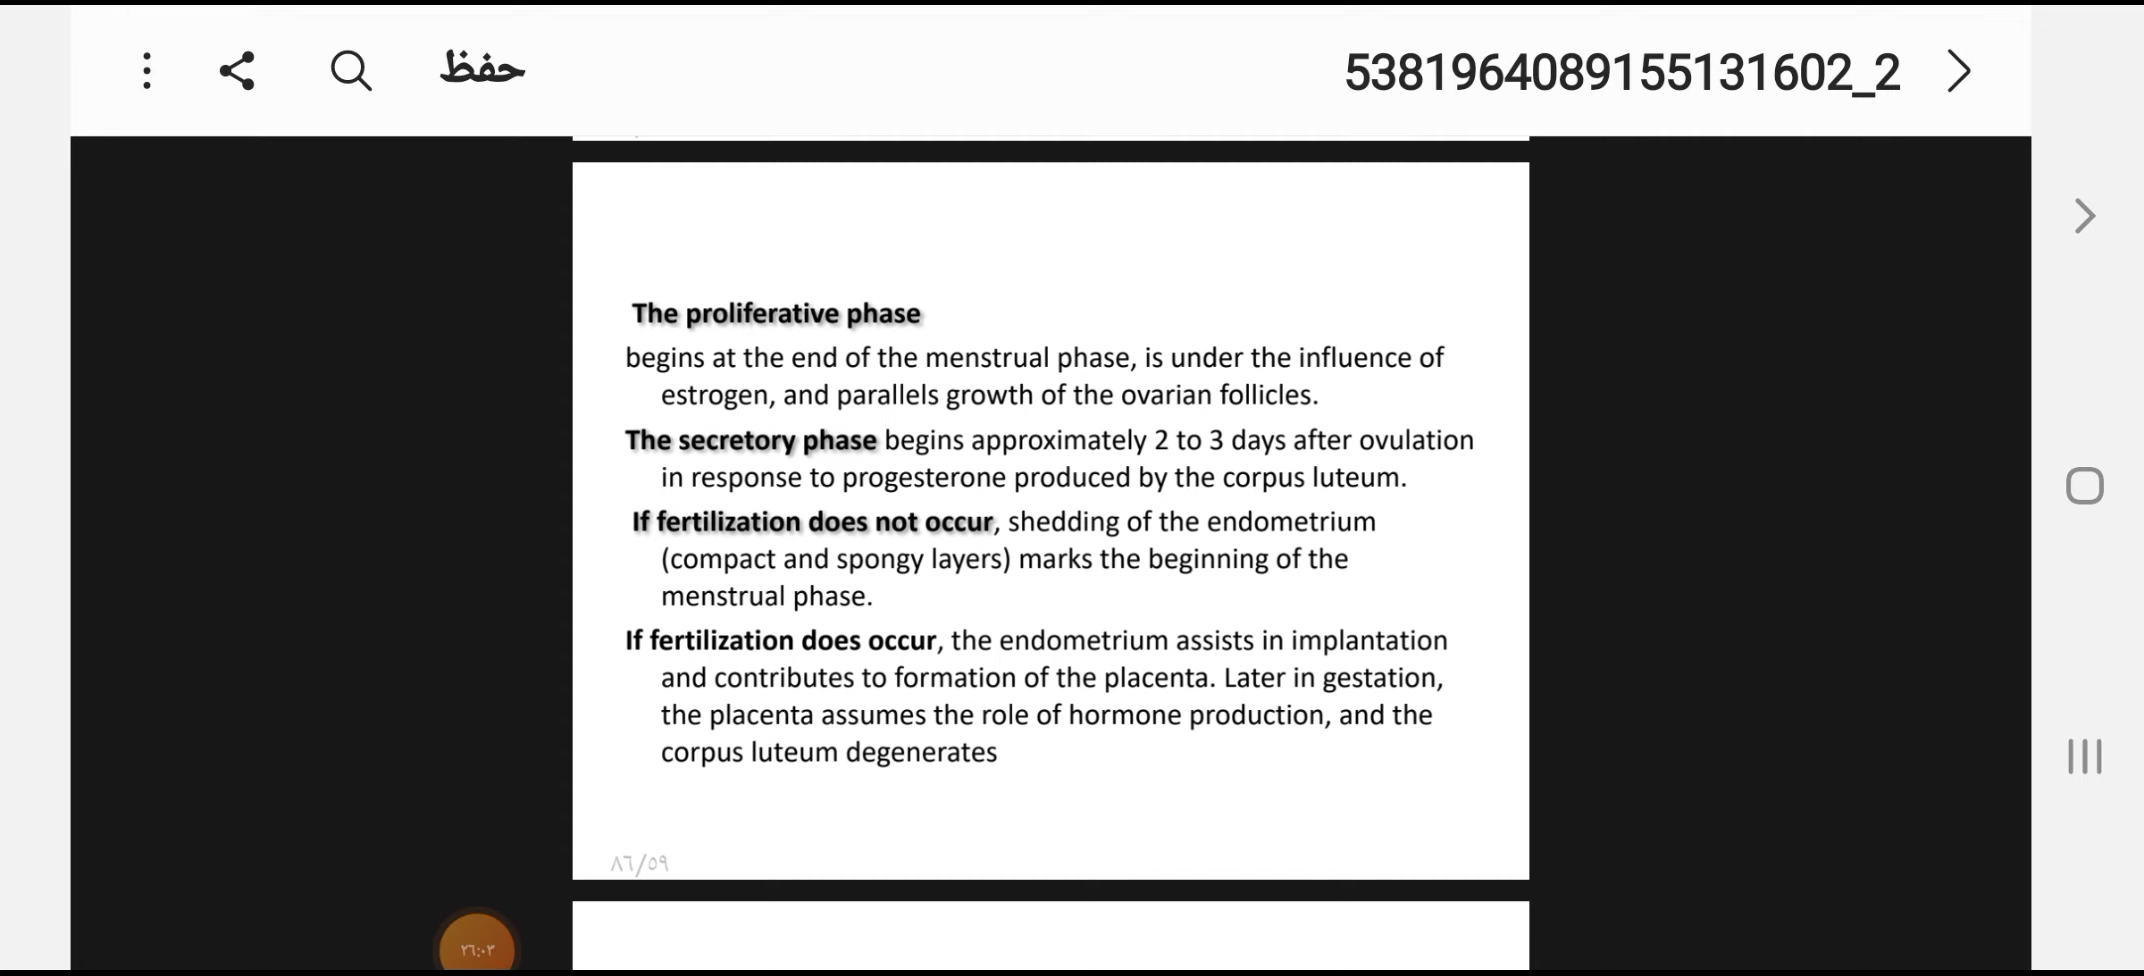 حفظ
5381964089155131602_2
The proliferative phase
begins at the end of the menstrual phase, is under the influence of
estrogen, and parallels growth of the ovarian follicles.
The secretory phase begins approximately 2 to 3 days after ovulation
in response to progesterone produced by the corpus luteum.
If fertilization does not occur, shedding of the endometrium
(compact and spongy layers) marks the beginning of the
menstrual phase.
If fertilization does occur, the endometrium assists in implantation
and contributes to formation of the placenta. Later in gestation,
the placenta assumes the role of hormone production, and the
corpus luteum degenerates
٨٦/٥٩
٢٦:٠٣